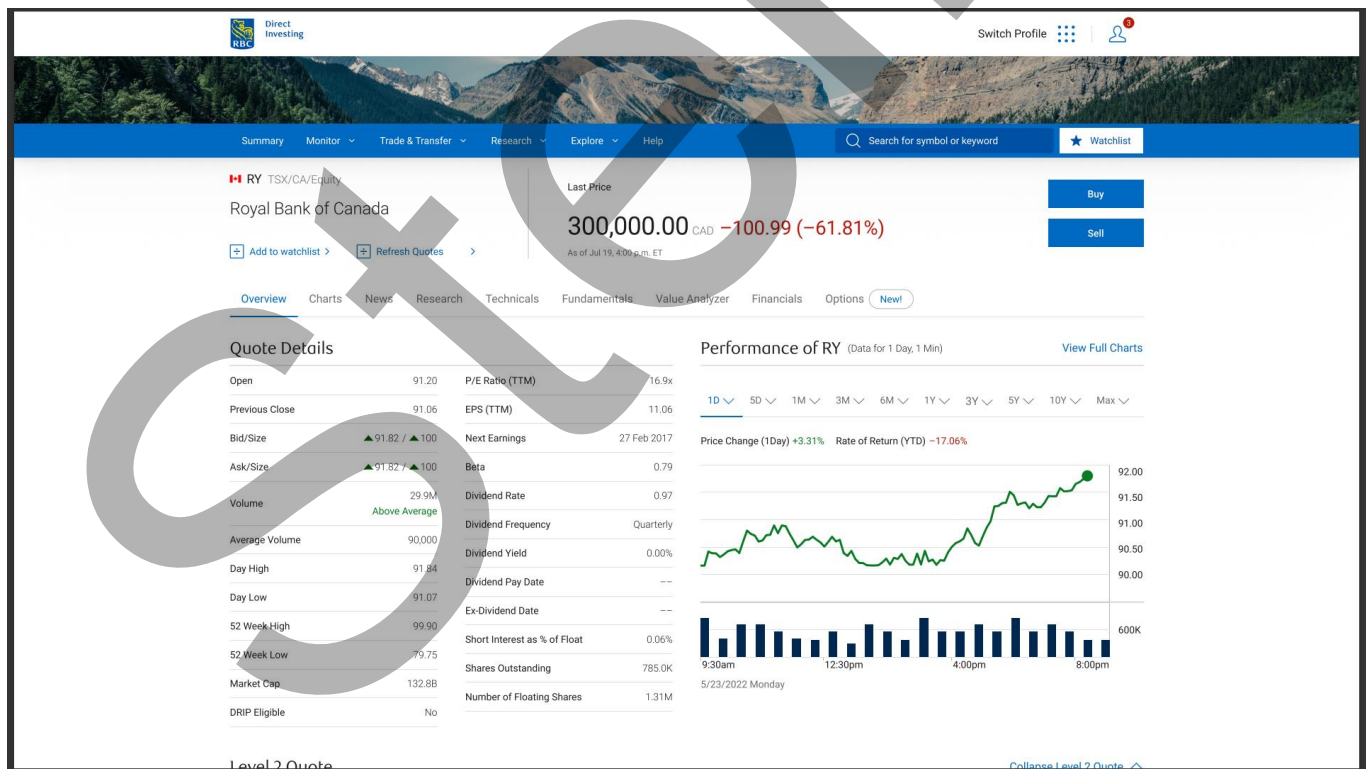 Direct
Investing
RBC
Switch Profile
3
Summary Monitor Trade & Transfer Research Explore Help
Search for symbol or keyword
Watchlist
RY TSX/CA/Equity
Royal Bank of Canada
Add to watchlist
Refresh Quotes
Last Price
300,000.00 CAD –100.99 (–61.81%)
As of Jul 19, 4:00 p.m. ET
Buy
Sell
Overview Charts News Research Technicals Fundamentals Value Analyzer Financials Options New!
Quote Details
Open 91.20
Previous Close 91.06
Bid/Size ▲91.82 / ▲100
Ask/Size ▲91.82 / ▲100
Volume 29.9M
Above Average
Average Volume 90,000
Day High 91.84
Day Low 91.07
52 Week High 99.90
52 Week Low 79.75
Market Cap 132.8B
DRIP Eligible No
P/E Ratio (TTM) 16.9x
EPS (TTM) 11.06
Next Earnings 27 Feb 2017
Beta 0.79
Dividend Rate 0.97
Dividend Frequency Quarterly
Dividend Yield 0.00%
Dividend Pay Date ––
Ex-Dividend Date ––
Short Interest as % of Float 0.06%
Shares Outstanding 785.0K
Number of Floating Shares 1.31M
Performance of RY (Data for 1 Day, 1 Min)
View Full Charts
1D 5D 1M 3M 6M 1Y 3Y 5Y 10Y Max
Price Change (1Day) +3.31% Rate of Return (YTD) –17.06%
92.00
91.50
91.00
90.50
90.00
600K
9:30am 12:30pm 4:00pm 8:00pm
5/23/2022 Monday
Level 2 Quote
Collapse Level 2 Quote